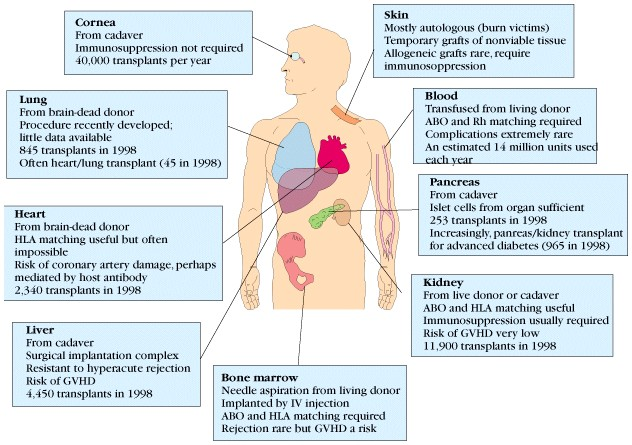 Cornea
From cadaver
Immunosuppression not required
40,000 transplants per year
Skin
Mostly autologous (burn victims)
Temporary grafts of nonviable tissue
Allogeneic grafts rare, require
immunosoppression
Lung
From brain-dead donor
Procedure recently developed;
little data available
845 transplants in 1998
Often heart/lung transplant (45 in 1998)
Blood
Transfused from living donor
ABO and Rh matching required
Complications extremely rare
An estimated 14 million units used
each year
Pancreas
From cadaver
Islet cells from organ sufficient
253 transplants in 1998
Increasingly, panreas/kidney transplant
for advanced diabetes (965 in 1998)
Heart
From brain-dead donor
HLA matching useful but often
impossible
Risk of coronary artery damage, perhaps
mediated by host antibody
2,340 transplants in 1998
Kidney
From live donor or cadaver
ABO and HLA matching useful
Immunosuppression usually required
Risk of GVHD very low
11,900 transplants in 1998
Liver
From cadaver
Surgical implantation complex
Resistant to hyperacute rejection
Risk of GVHD
4,450 transplants in 1998
Bone marrow
Needle aspiration from living donor
Implanted by IV injection
ABO and HLA matching required
Rejection rare but GVHD a risk